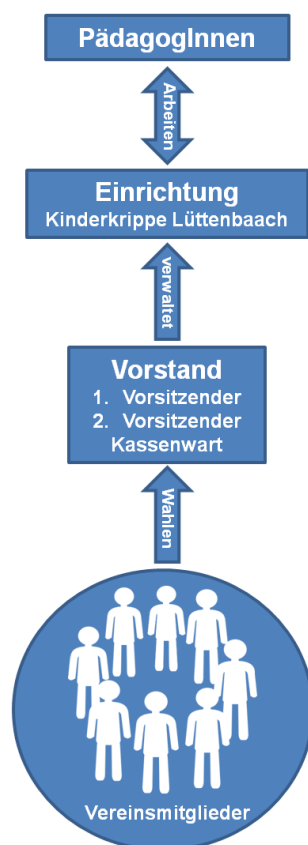 PädagogInnen
Arbeiten
Einrichtung
Kinderkrippe Lüttenbaach
verwaltet
Vorstand
1. Vorsitzender
2. Vorsitzender
Kassenwart
Wahlen
Vereinsmitglieder